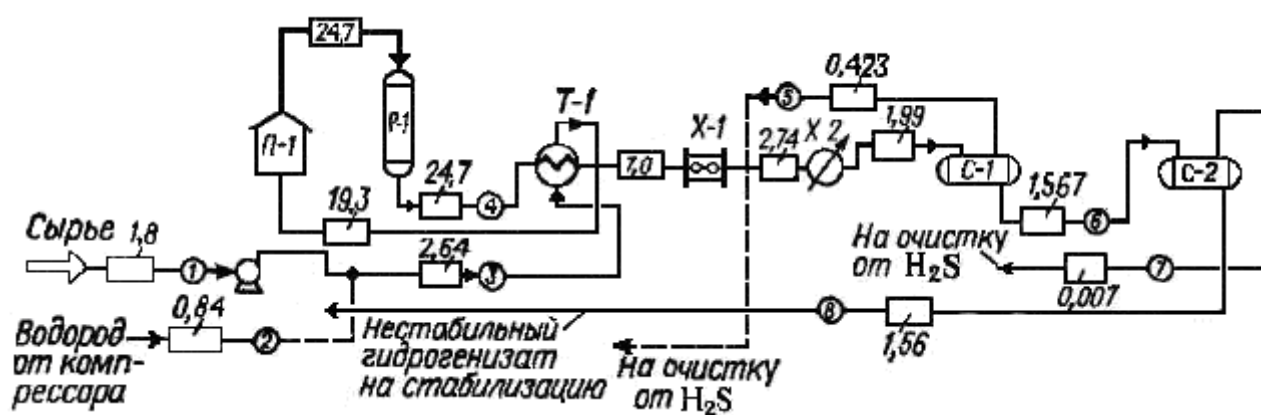 24,7
0,423
T-1
П-1
Р-1
X-1
2,74
X 2
1,99
5
24,7
4
7,0
С-1
1,567
6
С-2
19,3
Сырье
1,8
1
2,64
3
На очистку
от H₂S
7
0,007
0,84
Водород
от комп-
рессора
2
Нестабильный
гидрогенизат
на стабилизацию
На очистку
от H₂S
8
1,56